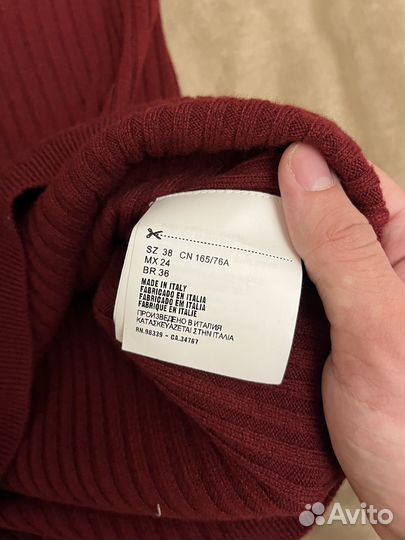 SZ 38 CN 165/76A
MX 24
BR 36
MADE IN ITALY
FABRICADO EN ITALIA
FABRICADO EM ITALIA
FABRIQUE EN ITALIE
ПРОИЗВЕДЕНО В ИТАЛИЯ
ΚΑΤΑΣΚΕΥΑΖΕΤΑΙ ΣΤΗΝ ΙΤΑΛΙΑ
RN.98339 - CA.34767
Avito